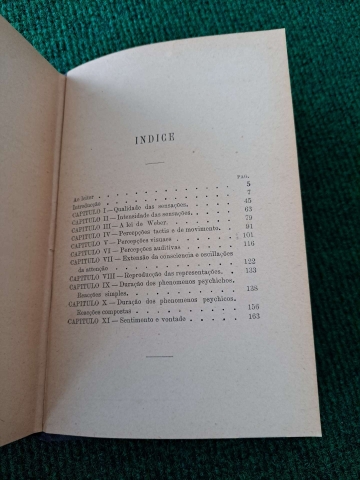 INDICE
PAG.
Ao leitor 5
Introducção 7
CAPITULO I — Qualidade das sensações. 45
CAPITULO II — Intensidade das sensações. 63
CAPITULO III — A lei de Weber. 79
CAPITULO IV — Percepções tactis e de movimento. 91
CAPITULO V — Percepções visuaes 101
CAPITULO VI — Percepções auditivas 116
CAPITULO VII — Extensão da consciencia e oscillações
da attenção 122
CAPITULO VIII — Reproducção das representações. 133
CAPITULO IX — Duração dos phenomenos psychichos.
Reacções simples. 138
CAPITULO X — Duração dos phenomenos psychicos
Reacções compostas 156
CAPITULO XI — Sentimento e vontade 163